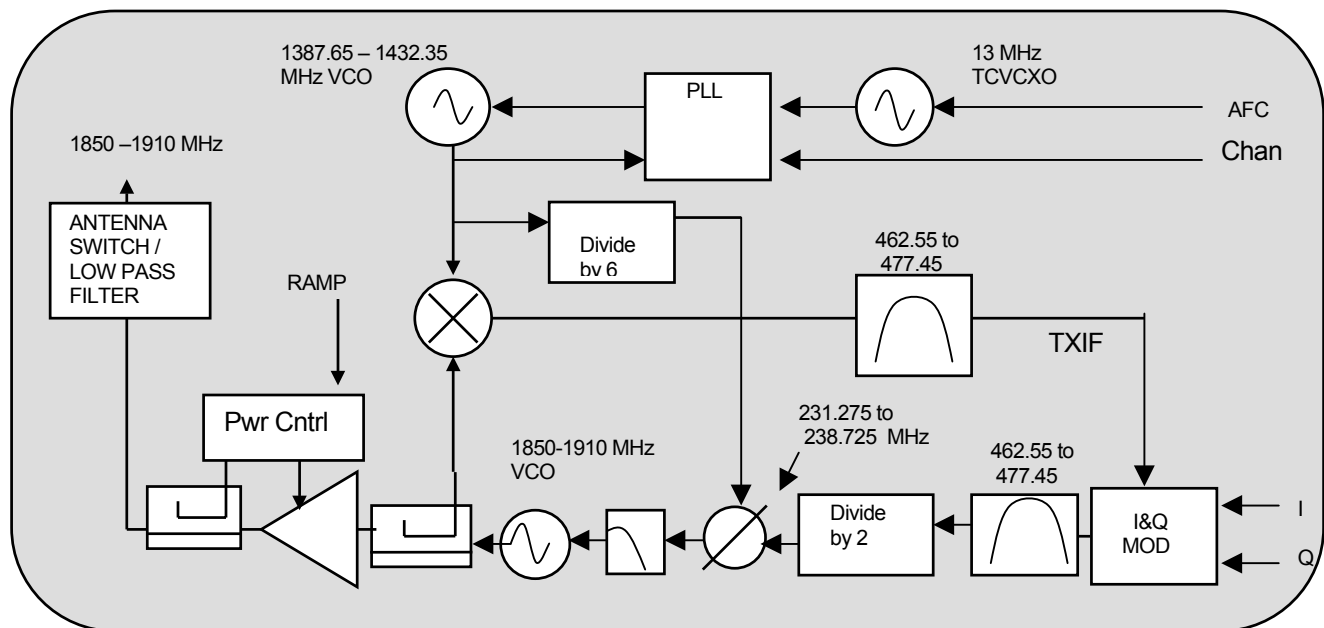 1387.65 – 1432.35
MHz VCO
13 MHz
TCVCXO
PLL
AFC
Chan
1850 –1910 MHz
ANTENNA
SWITCH /
LOW PASS
FILTER
Divide
by 6
462.55 to
477.45
RAMP
TXIF
Pwr Cntrl
231.275 to
238.725 MHz
1850-1910 MHz
VCO
462.55 to
477.45
Divide
by 2
I&Q
MOD
I
Q